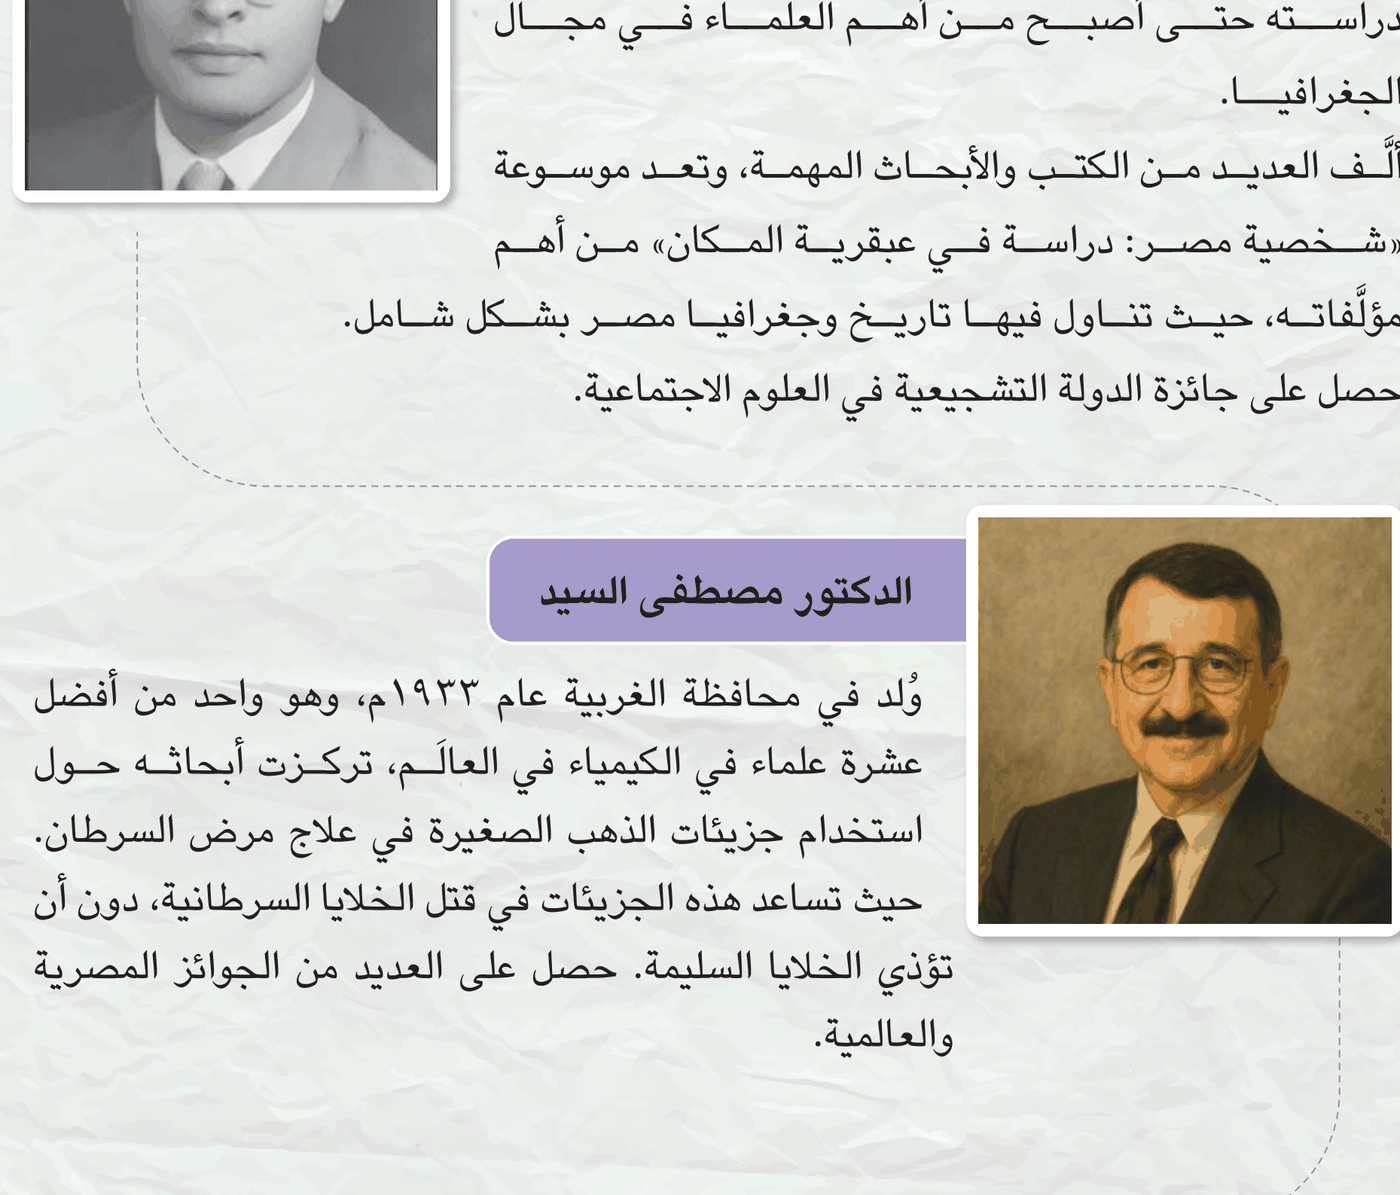 دراسته حتى أصبح من أهم العلماء في مجال
الجغرافيا.
ألَّف العديد من الكتب والأبحاث المهمة، وتعد موسوعة
«شخصية مصر: دراسة في عبقرية المكان» من أهم
مؤلَّفاته، حيث تناول فيها تاريخ وجغرافيا مصر بشكل شامل.
حصل على جائزة الدولة التشجيعية في العلوم الاجتماعية.
الدكتور مصطفى السيد
وُلد في محافظة الغربية عام ١٩٣٣م، وهو واحد من أفضل
عشرة علماء في الكيمياء في العالَم، تركزت أبحاثه حول
استخدام جزيئات الذهب الصغيرة في علاج مرض السرطان.
حيث تساعد هذه الجزيئات في قتل الخلايا السرطانية، دون أن
تؤذي الخلايا السليمة. حصل على العديد من الجوائز المصرية
والعالمية.